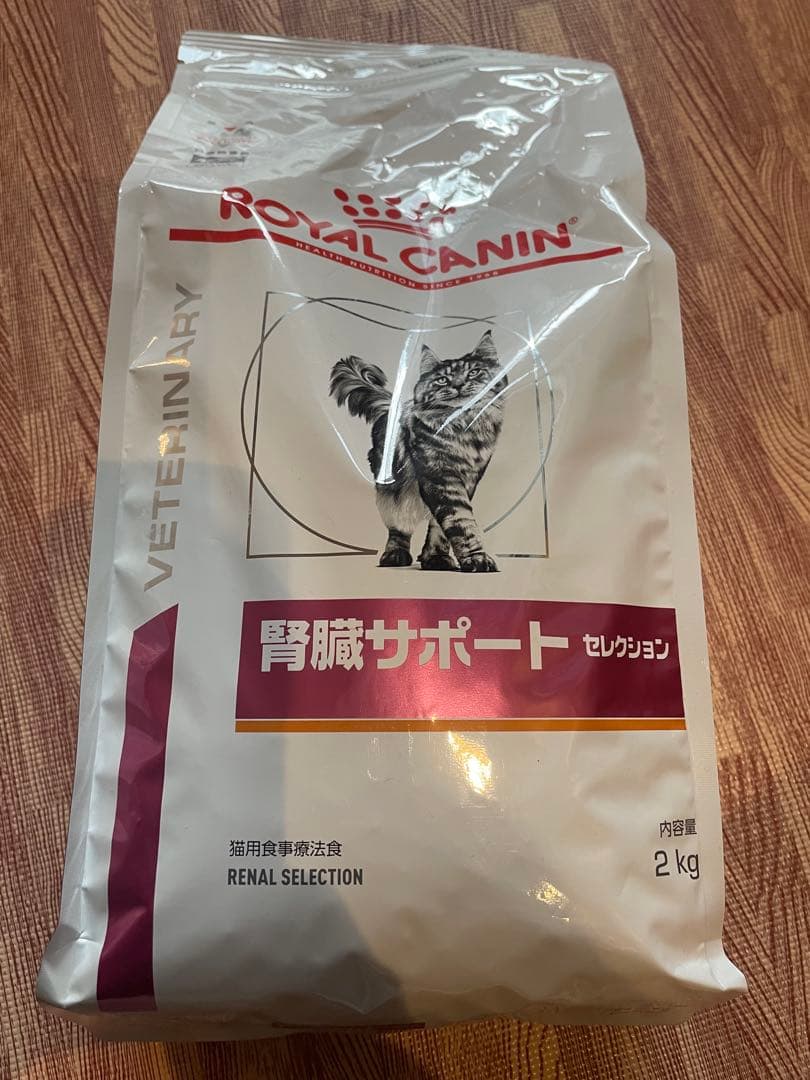 ROYAL CANIN®
HEALTH NUTRITION SINCE 1968
VETERINARY
腎臓サポート セレクション
猫用食事療法食
RENAL SELECTION
内容量
2 kg